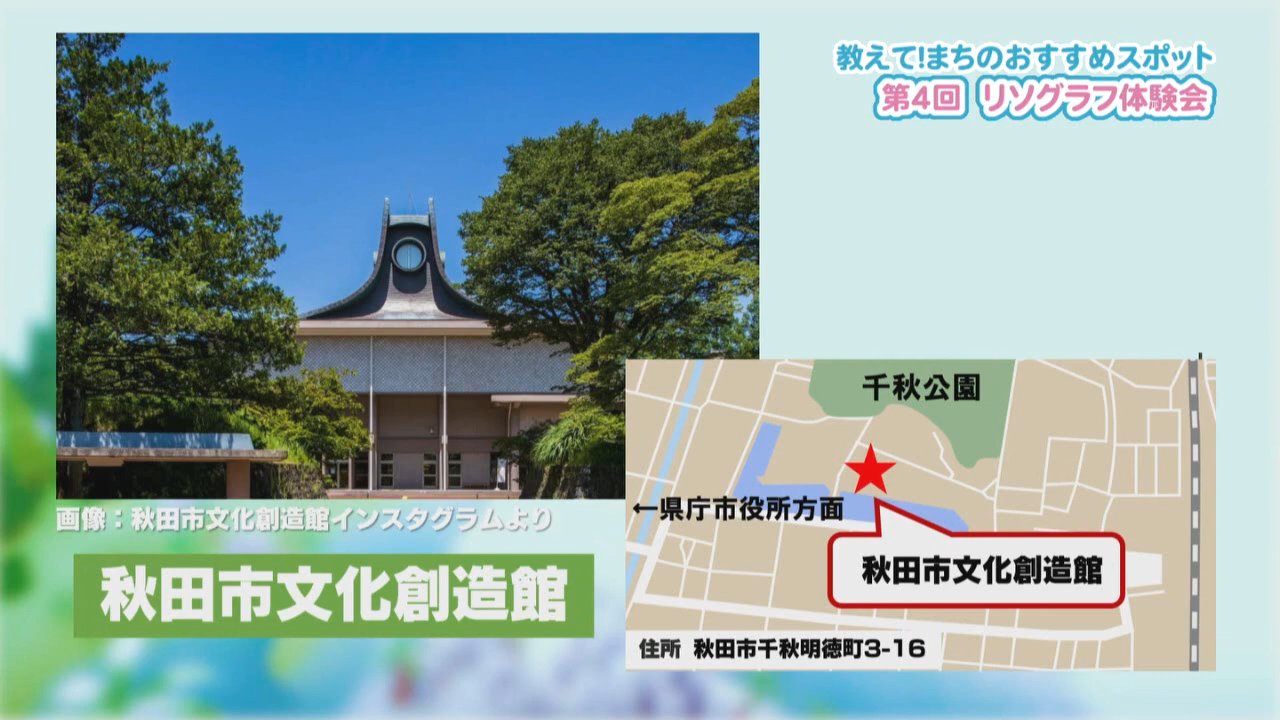 教えて!まちのおすすめスポット
第4回 リソグラフ体験会
千秋公園
←県庁市役所方面
画像：秋田市文化創造館インスタグラムより
秋田市文化創造館
秋田市文化創造館
住所 秋田市千秋明徳町3-16